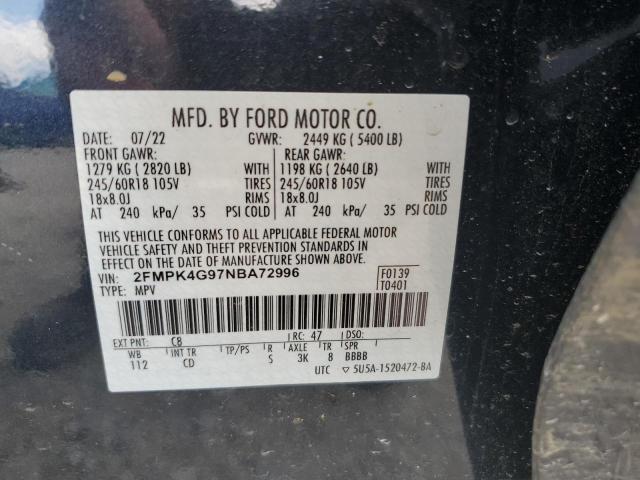 MFD. BY FORD MOTOR CO.
DATE: 07/22 GVWR: 2449 KG ( 5400 LB)
FRONT GAWR: REAR GAWR:
1279 KG ( 2820 LB) WITH 1198 KG ( 2640 LB) WITH
245/60R18 105V TIRES 245/60R18 105V TIRES
18x8.0J RIMS 18x8.0J RIMS
AT 240 kPa/ 35 PSI COLD AT 240 kPa/ 35 PSI COLD
THIS VEHICLE CONFORMS TO ALL APPLICABLE FEDERAL MOTOR
VEHICLE SAFETY AND THEFT PREVENTION STANDARDS IN
EFFECT ON THE DATE OF MANUFACTURE SHOWN ABOVE.
VIN: 2FMPK4G97NBA72996 F0139
TYPE: MPV T0401
EXT PNT: C8 RC: 47 DSO:
WB INT TR TP/PS R AXLE TR SPR
112 CD S 3K 8 BBBB
UTC ▽5U5A-1520472-BA